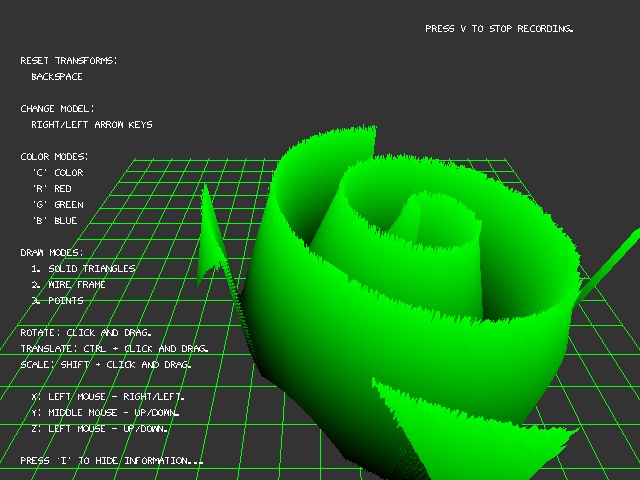 PRESS V TO STOP RECORDING.
RESET TRANSFORMS:
BACKSPACE
CHANGE MODEL:
RIGHT/LEFT ARROW KEYS
COLOR MODES:
'C' COLOR
'R' RED
'G' GREEN
'B' BLUE
DRAW MODES:
1. SOLID TRIANGLES
2. WIRE FRAME
3. POINTS
ROTATE: CLICK AND DRAG.
TRANSLATE: CTRL + CLICK AND DRAG.
SCALE: SHIFT + CLICK AND DRAG.
X: LEFT MOUSE - RIGHT/LEFT.
Y: MIDDLE MOUSE - UP/DOWN.
Z: LEFT MOUSE - UP/DOWN.
PRESS 'I' TO HIDE INFORMATION...